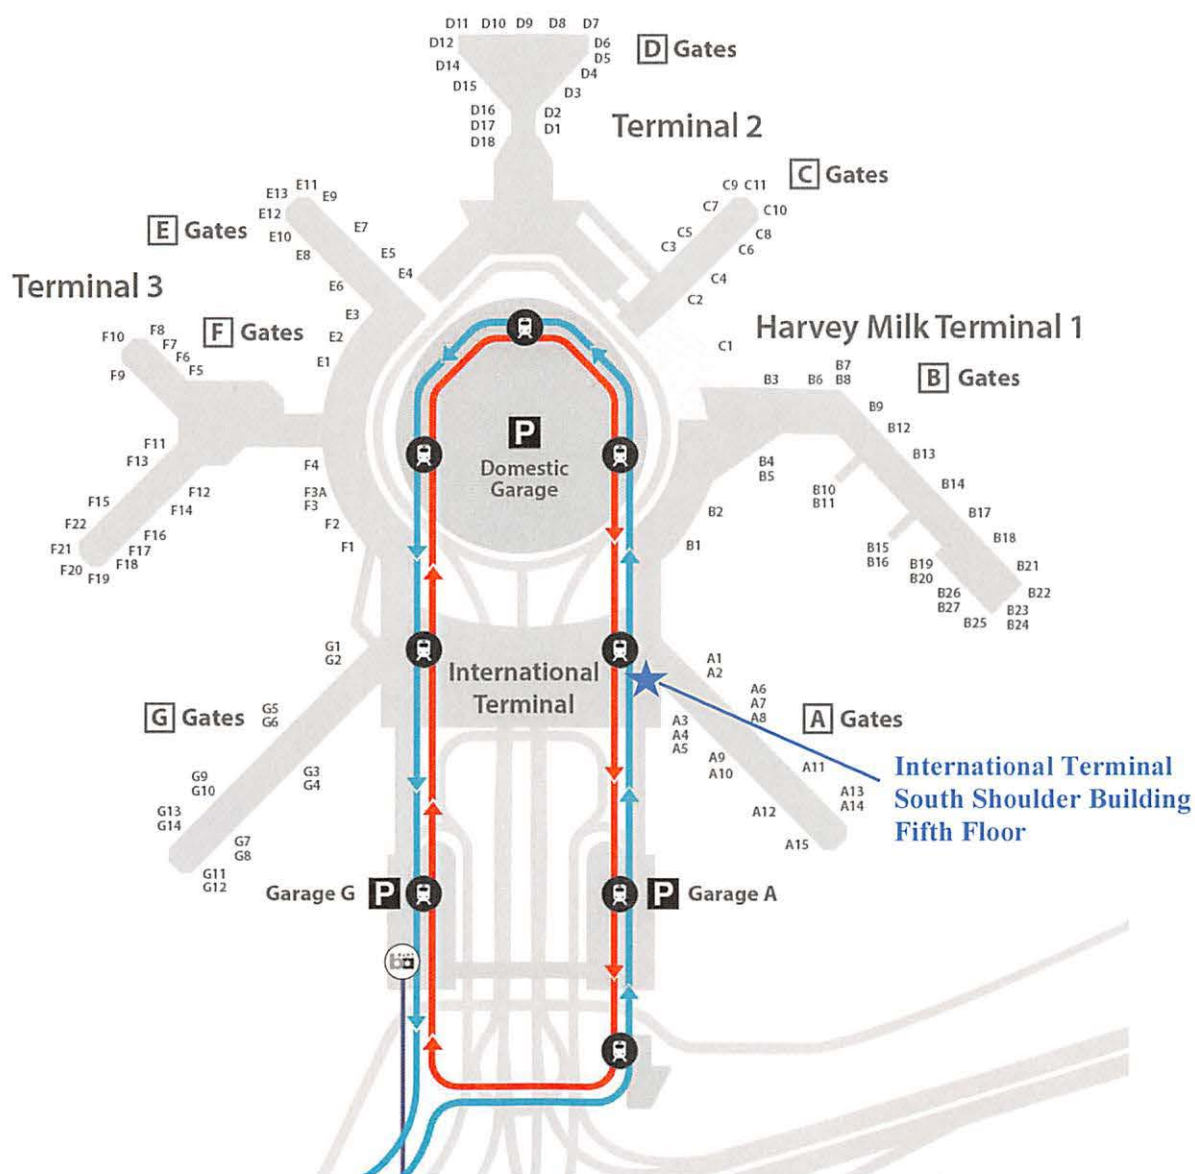 D11 D10 D9 D8 D7
D12
D6
D5
D Gates
D14
D4
D15
D3
D16
D17
D18
D2
D1
Terminal 2
C Gates
C9 C11
C7
C10
C5
C8
C3
C6
C4
C2
C1
E13 E11 E9
E12
E Gates
E10
E7
E8
E5
E4
E6
E3
E2
E1
Terminal 3
F Gates
F10
F8
F7
F6
F5
F9
F11
F13
F4
F12
F3A
F3
F15
F14
F22
F2
F16
F21
F17
F1
F20
F18
F19
Harvey Milk Terminal 1
B7
B8
B3
B6
B Gates
B9
B12
B13
B4
B5
B14
B10
B11
B2
B17
B1
B18
B15
B16
B19
B20
B21
B26
B27
B22
B23
B24
B25
P
Domestic
Garage
G1
G2
International
Terminal
A1
A2
G Gates
G5
G6
A6
A7
A8
A Gates
A3
A4
A5
G9
G10
G3
G4
A9
A10
A11
International Terminal
South Shoulder Building
Fifth Floor
G13
G14
A13
A14
A12
G7
G8
A15
G11
G12
Garage G P
P Garage A
ba